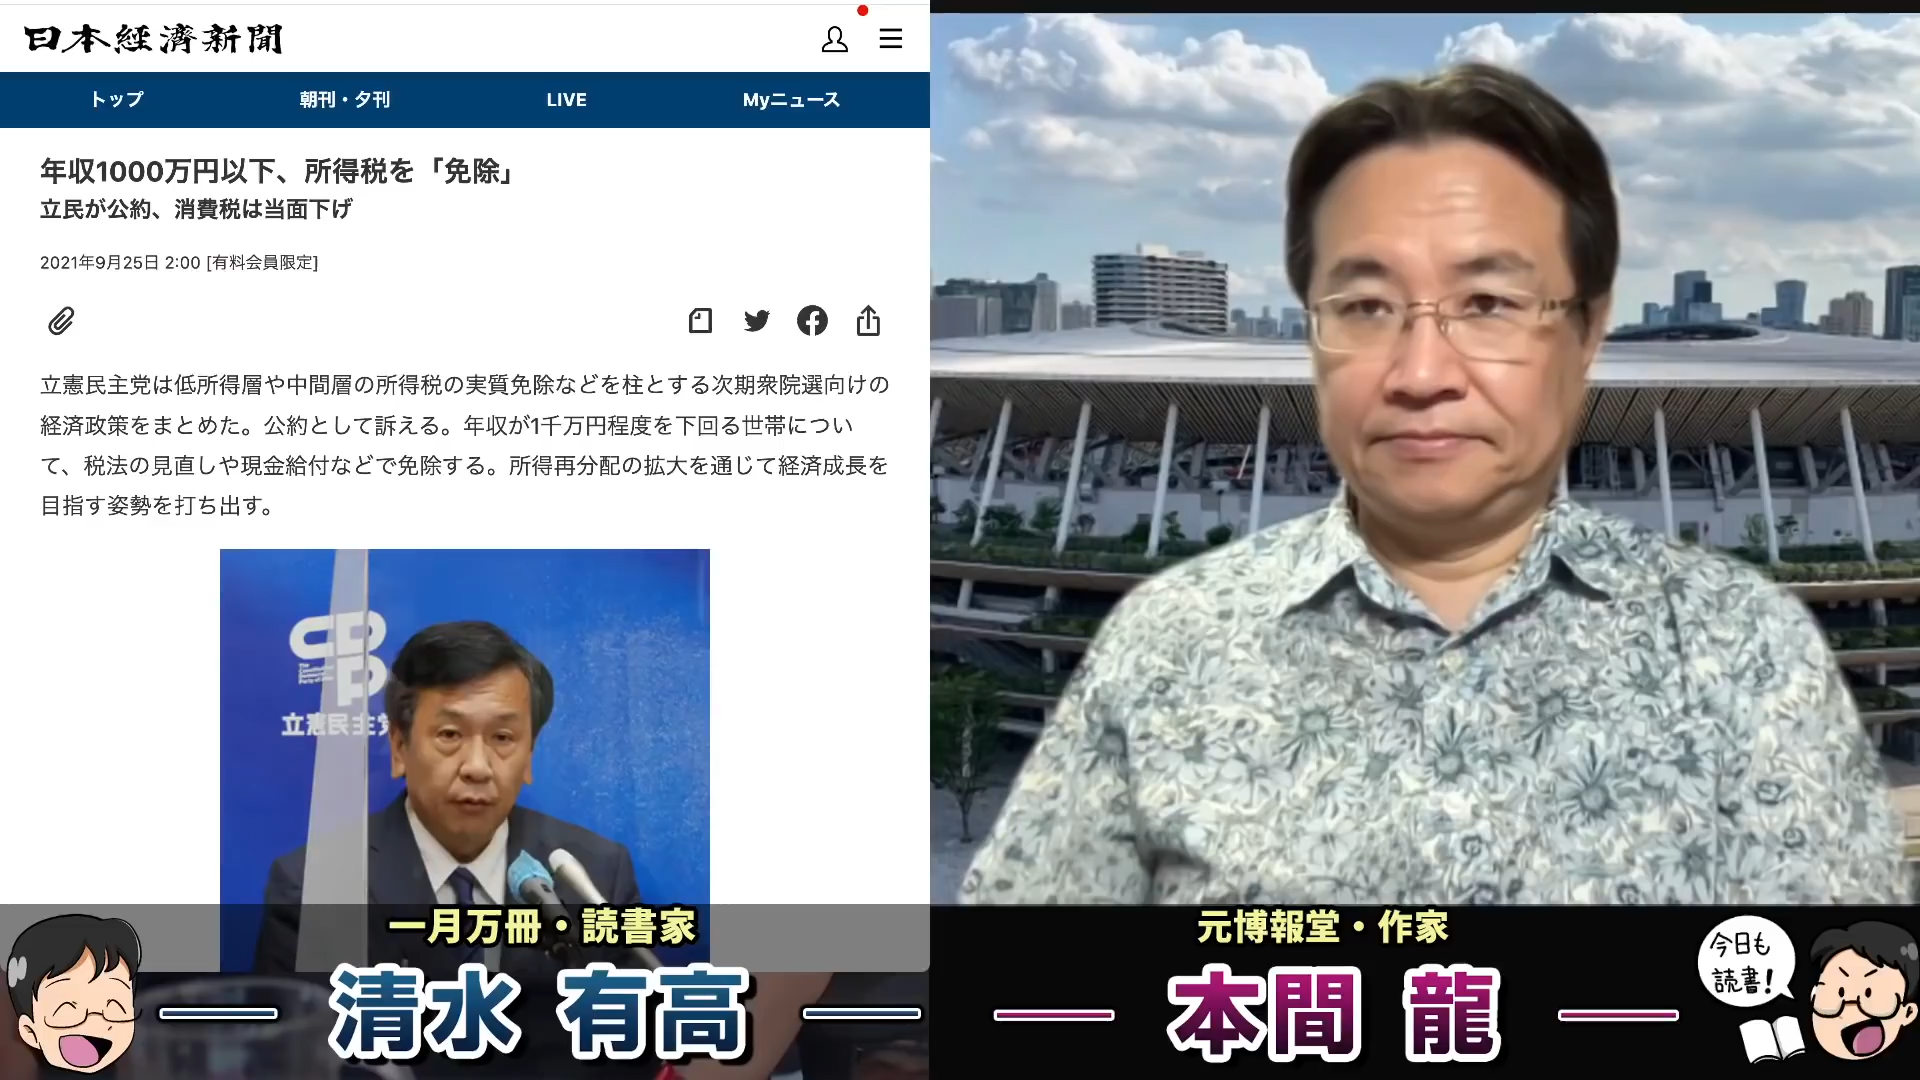 日本経済新聞
トップ 朝刊・夕刊 LIVE Myニュース
年収1000万円以下、所得税を「免除」
立民が公約、消費税は当面下げ
2021年9月25日 2:00 [有料会員限定]
立憲民主党は低所得層や中間層の所得税の実質免除などを柱とする次期衆院選向けの
経済政策をまとめた。公約として訴える。年収が1千万円程度を下回る世帯につい
て、税法の見直しや現金給付などで免除する。所得再分配の拡大を通じて経済成長を
目指す姿勢を打ち出す。
CDP
The
Constitutional
Democratic
Party of
立憲民主党
一月万冊・読書家
清水 有高
元博報堂・作家
本間 龍
今日も
読書!